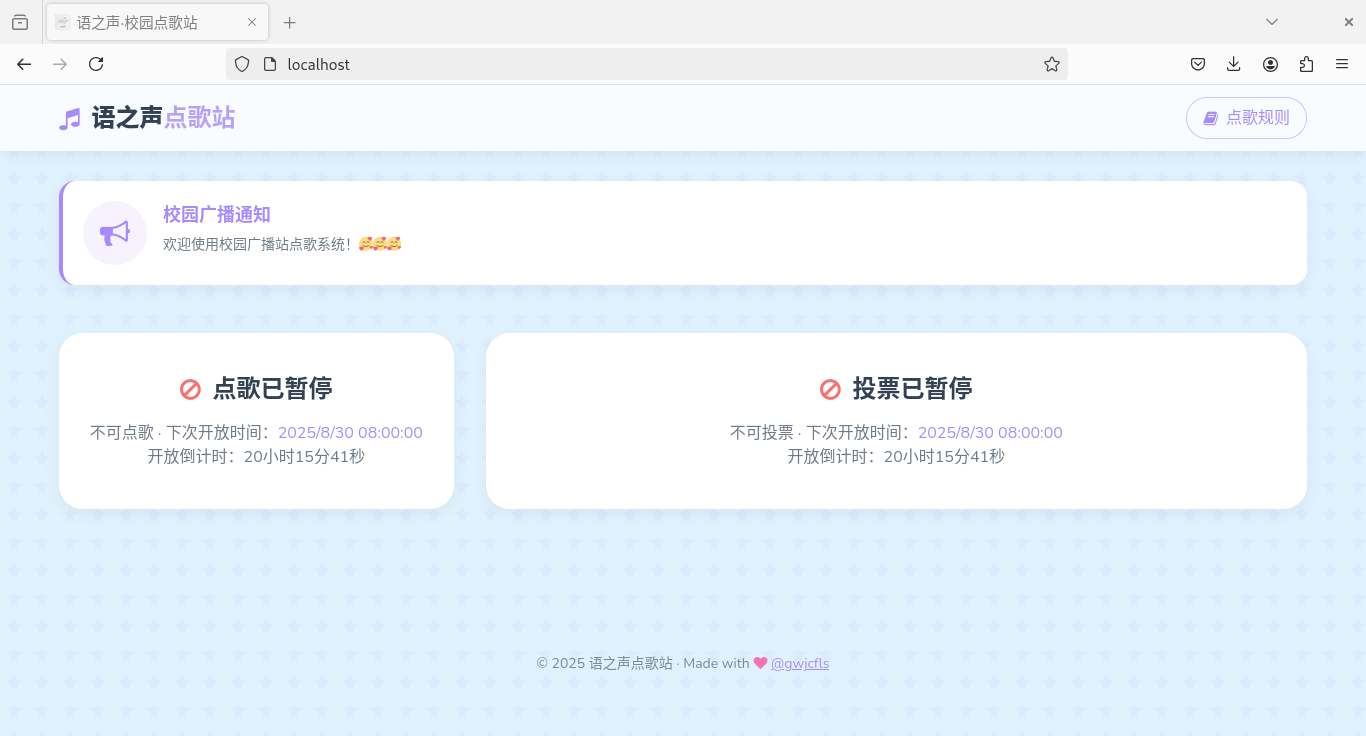 语之声·校园点歌站
localhost
语之声点歌站
点歌规则
校园广播通知
欢迎使用校园广播站点歌系统！🥰🥰🥰
点歌已暂停
不可点歌 · 下次开放时间：2025/8/30 08:00:00
开放倒计时：20小时15分41秒
投票已暂停
不可投票 · 下次开放时间：2025/8/30 08:00:00
开放倒计时：20小时15分41秒
© 2025 语之声点歌站 · Made with 💗 @gwjcfls